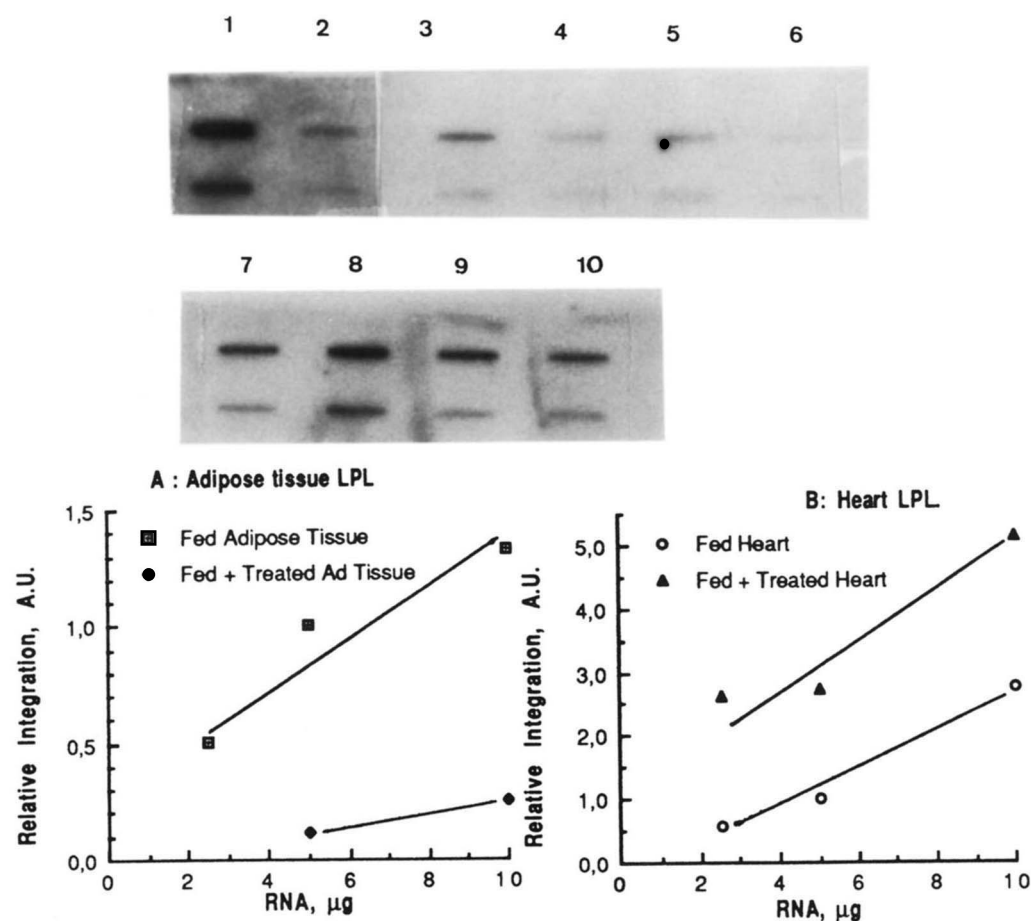 1 2 3 4 5 6
7 8 9 10
A : Adipose tissue LPL
1,5
1,0
0,5
0,0
Relative Integration, A.U.
Fed Adipose Tissue
Fed + Treated Ad Tissue
0 2 4 6 8 10
RNA, µg
B: Heart LPL
5,0
4,0
3,0
2,0
1,0
0,0
Relative Integration, A.U.
Fed Heart
Fed + Treated Heart
0 2 4 6 8 10
RNA, µg